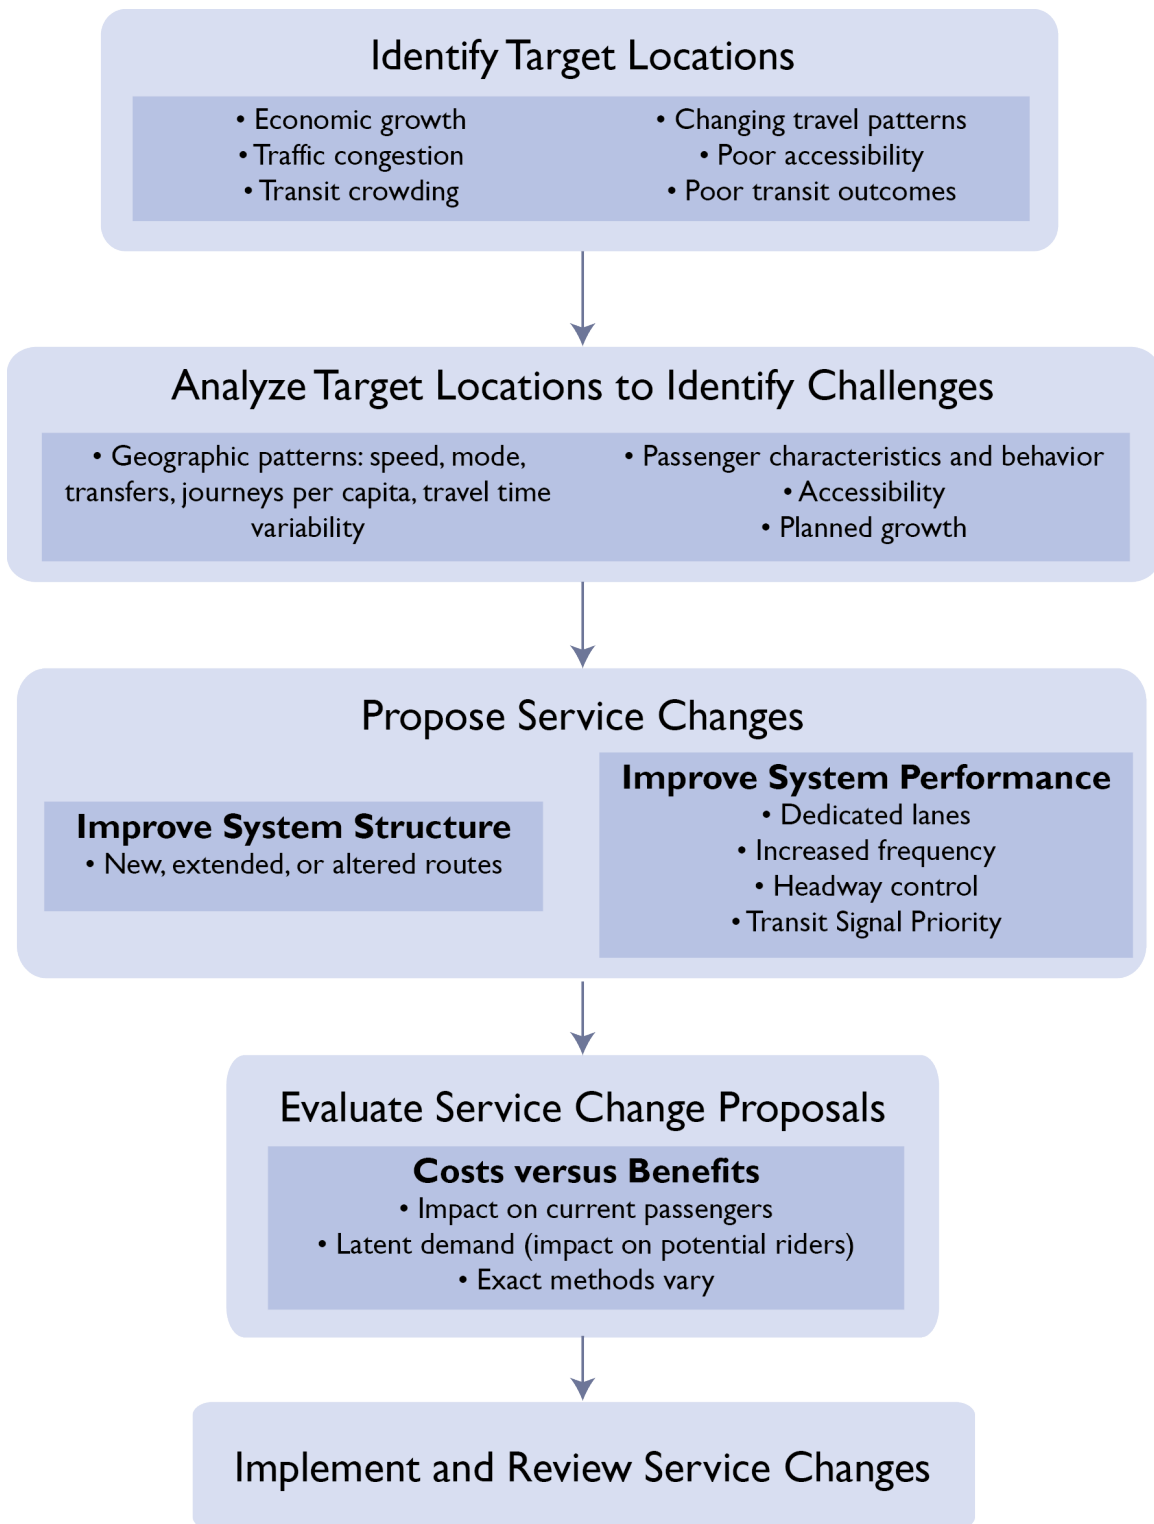 Identify Target Locations
• Economic growth
• Traffic congestion
• Transit crowding
• Changing travel patterns
• Poor accessibility
• Poor transit outcomes
Analyze Target Locations to Identify Challenges
• Geographic patterns: speed, mode,
transfers, journeys per capita, travel time
variability
• Passenger characteristics and behavior
• Accessibility
• Planned growth
Propose Service Changes
Improve System Structure
• New, extended, or altered routes
Improve System Performance
• Dedicated lanes
• Increased frequency
• Headway control
• Transit Signal Priority
Evaluate Service Change Proposals
Costs versus Benefits
• Impact on current passengers
• Latent demand (impact on potential riders)
• Exact methods vary
Implement and Review Service Changes